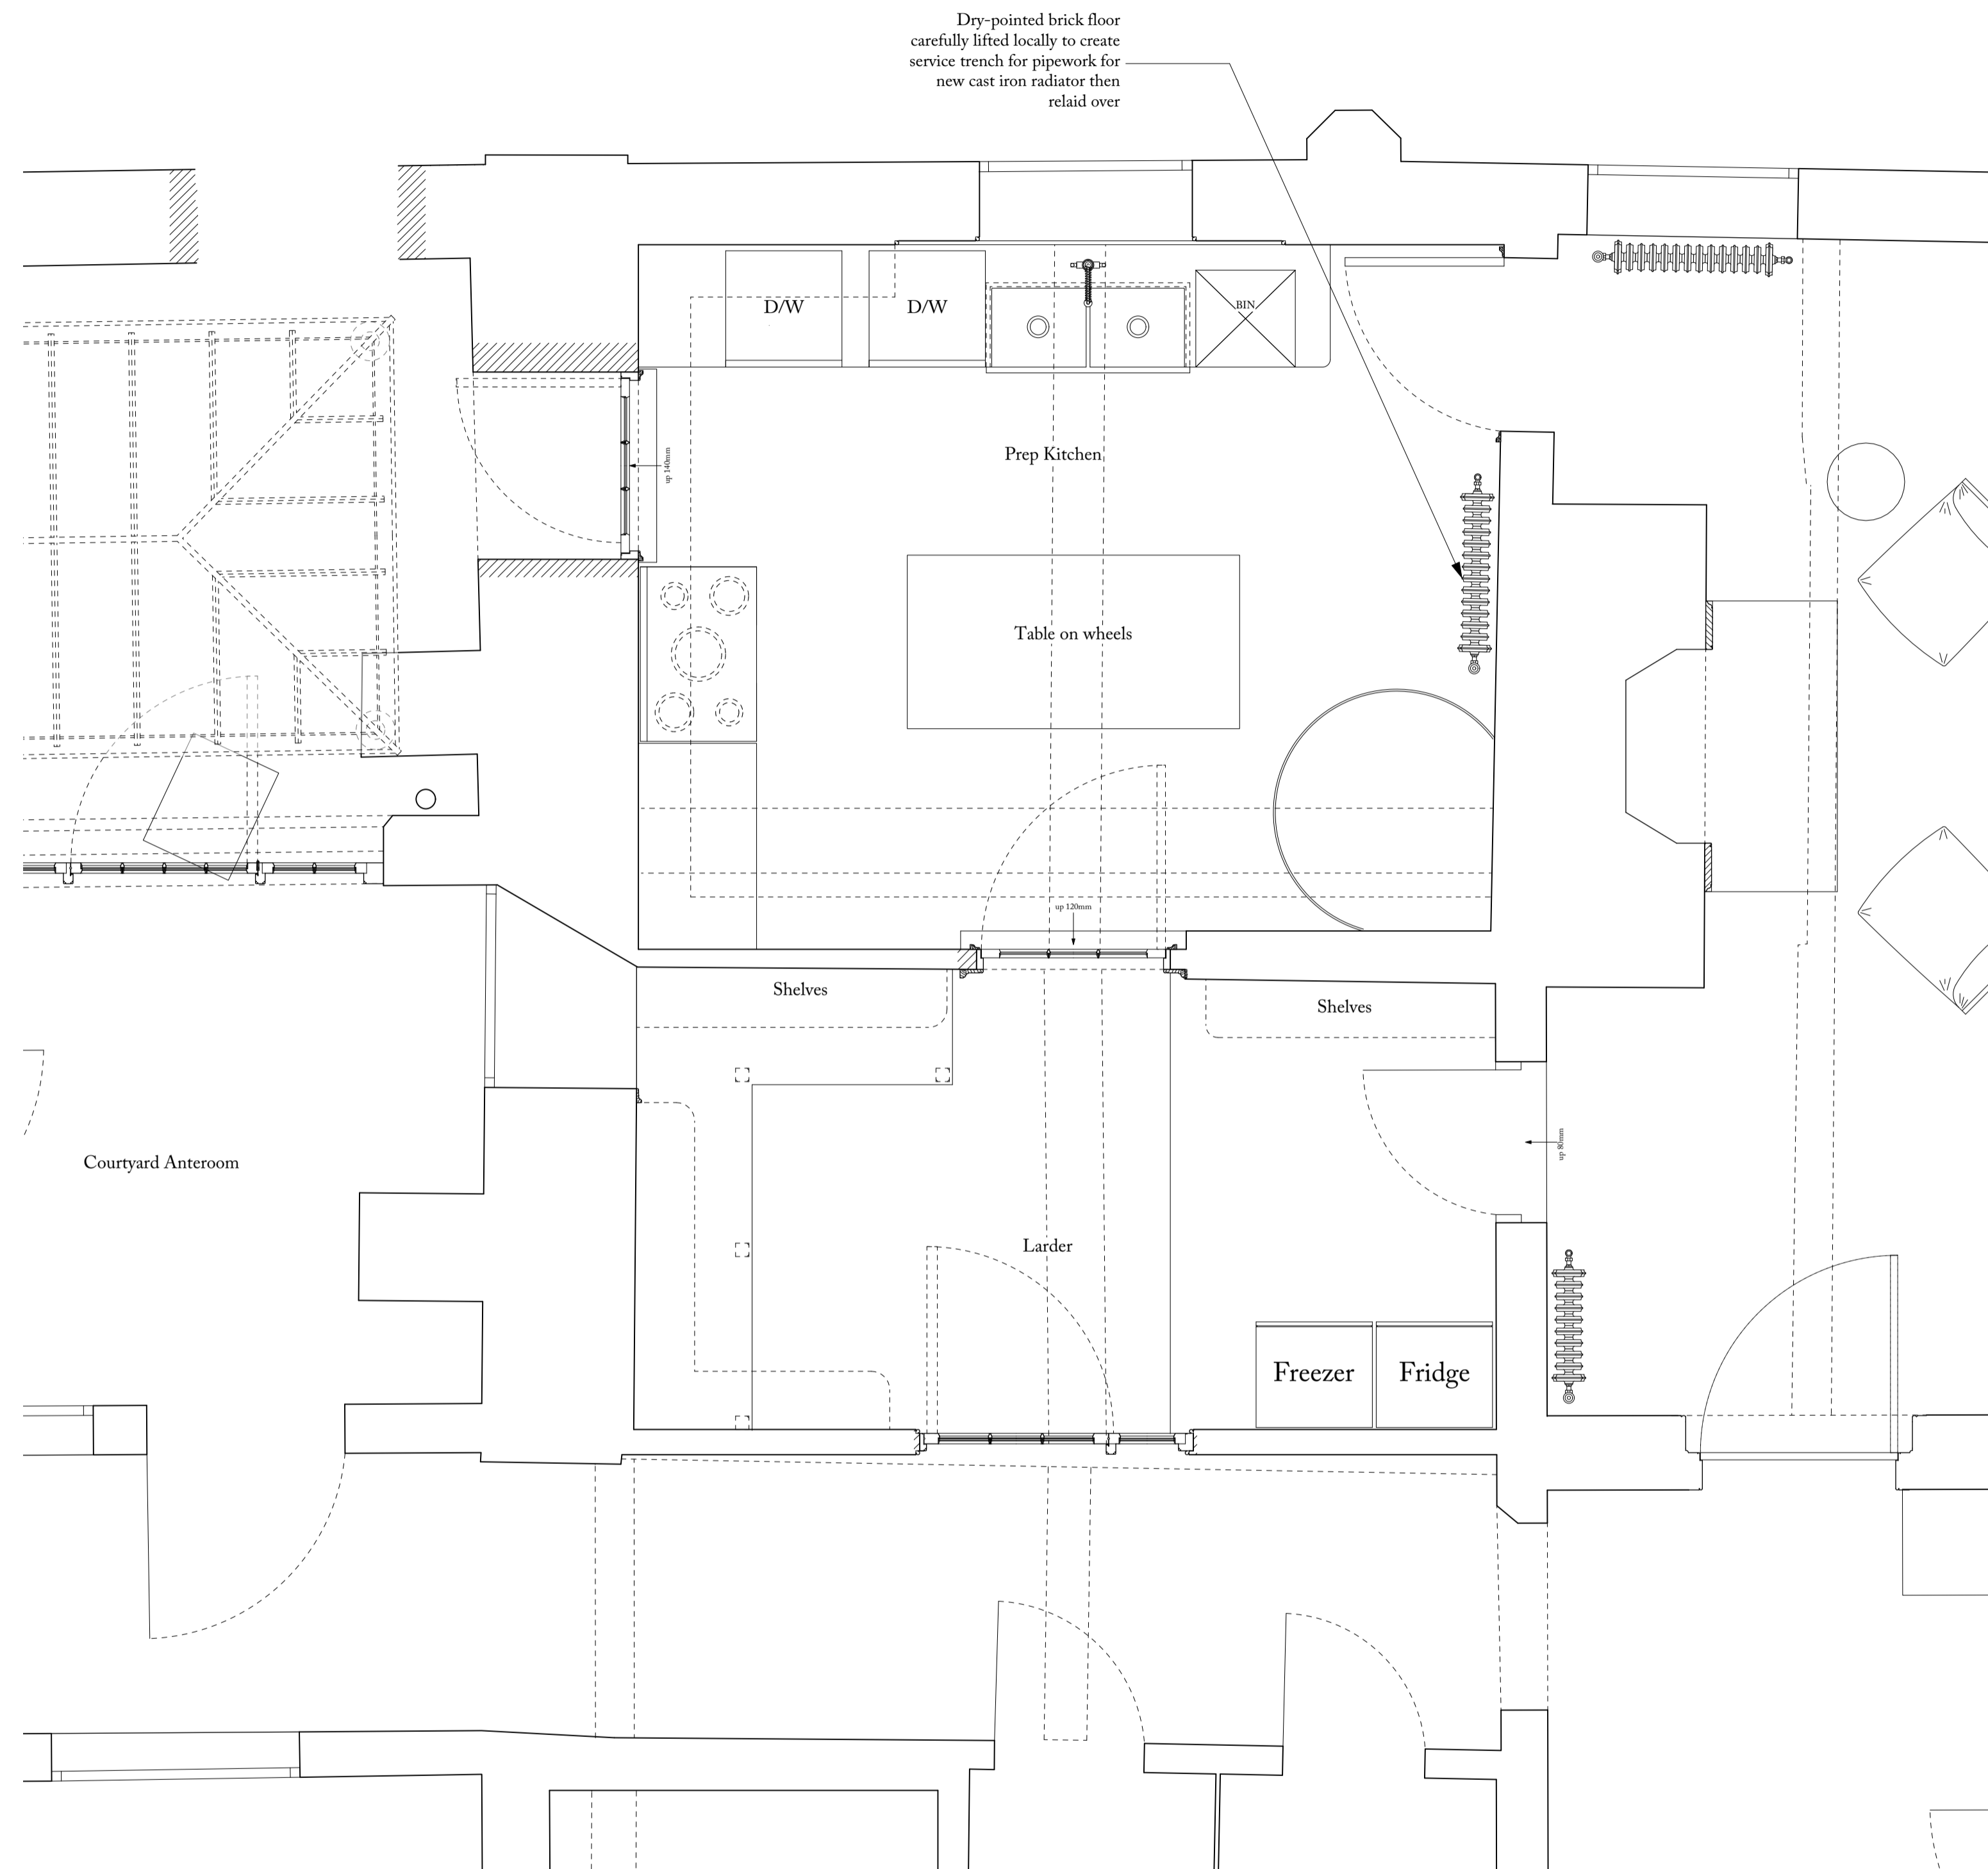 Dry-pointed brick floor
carefully lifted locally to create
service trench for pipework for
new cast iron radiator then
relaid over
D/W
D/W
BIN
Prep Kitchen
up 140mm
Table on wheels
up 120mm
Shelves
Shelves
up 80mm
Courtyard Anteroom
Larder
Freezer
Fridge